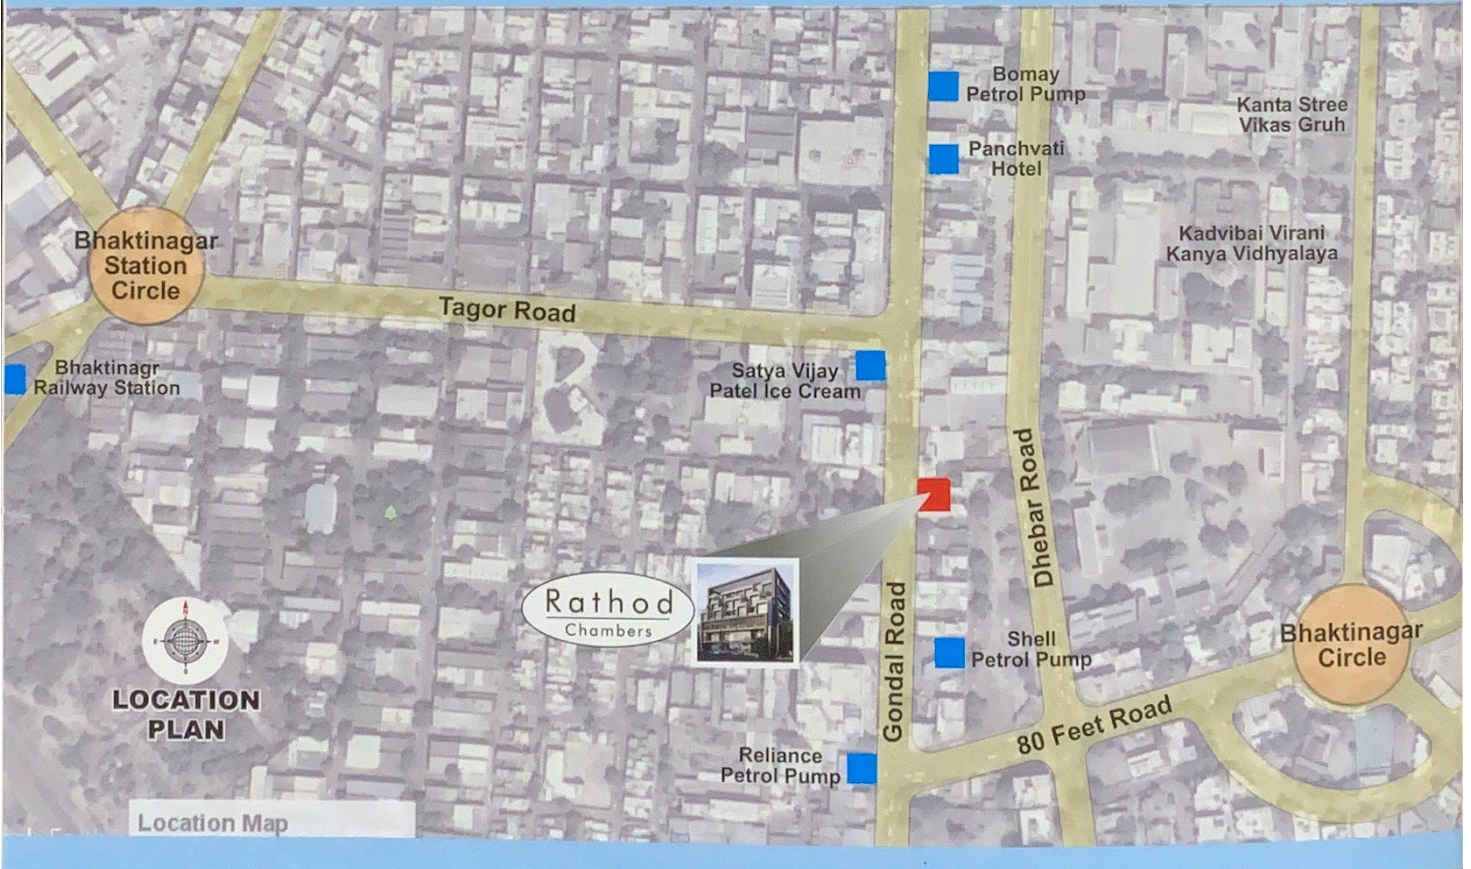 Bomay
Petrol Pump
Kanta Stree
Vikas Gruh
Panchvati
Hotel
Bhaktinagar
Station
Circle
Kadvibai Virani
Kanya Vidhyalaya
Tagor Road
Bhaktinagr
Railway Station
Satya Vijay
Patel Ice Cream
Dhebar Road
Rathod
Chambers
Gondal Road
Shell
Petrol Pump
Bhaktinagar
Circle
LOCATION
PLAN
80 Feet Road
Reliance
Petrol Pump
Location Map